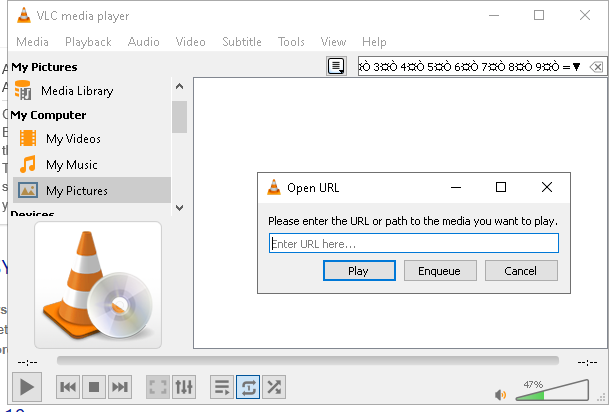 VLC media player
Media Playback Audio Video Subtitle Tools View Help
My Pictures
¤Ò 3¤Ò 4¤Ò 5¤Ò 6¤Ò 7¤Ò 8¤Ò 9¤Ò =▼
Media Library
My Computer
My Videos
My Music
My Pictures
Devices
Open URL
Please enter the URL or path to the media you want to play.
Enter URL here...
Play Enqueue Cancel
--:-- --:--
47%